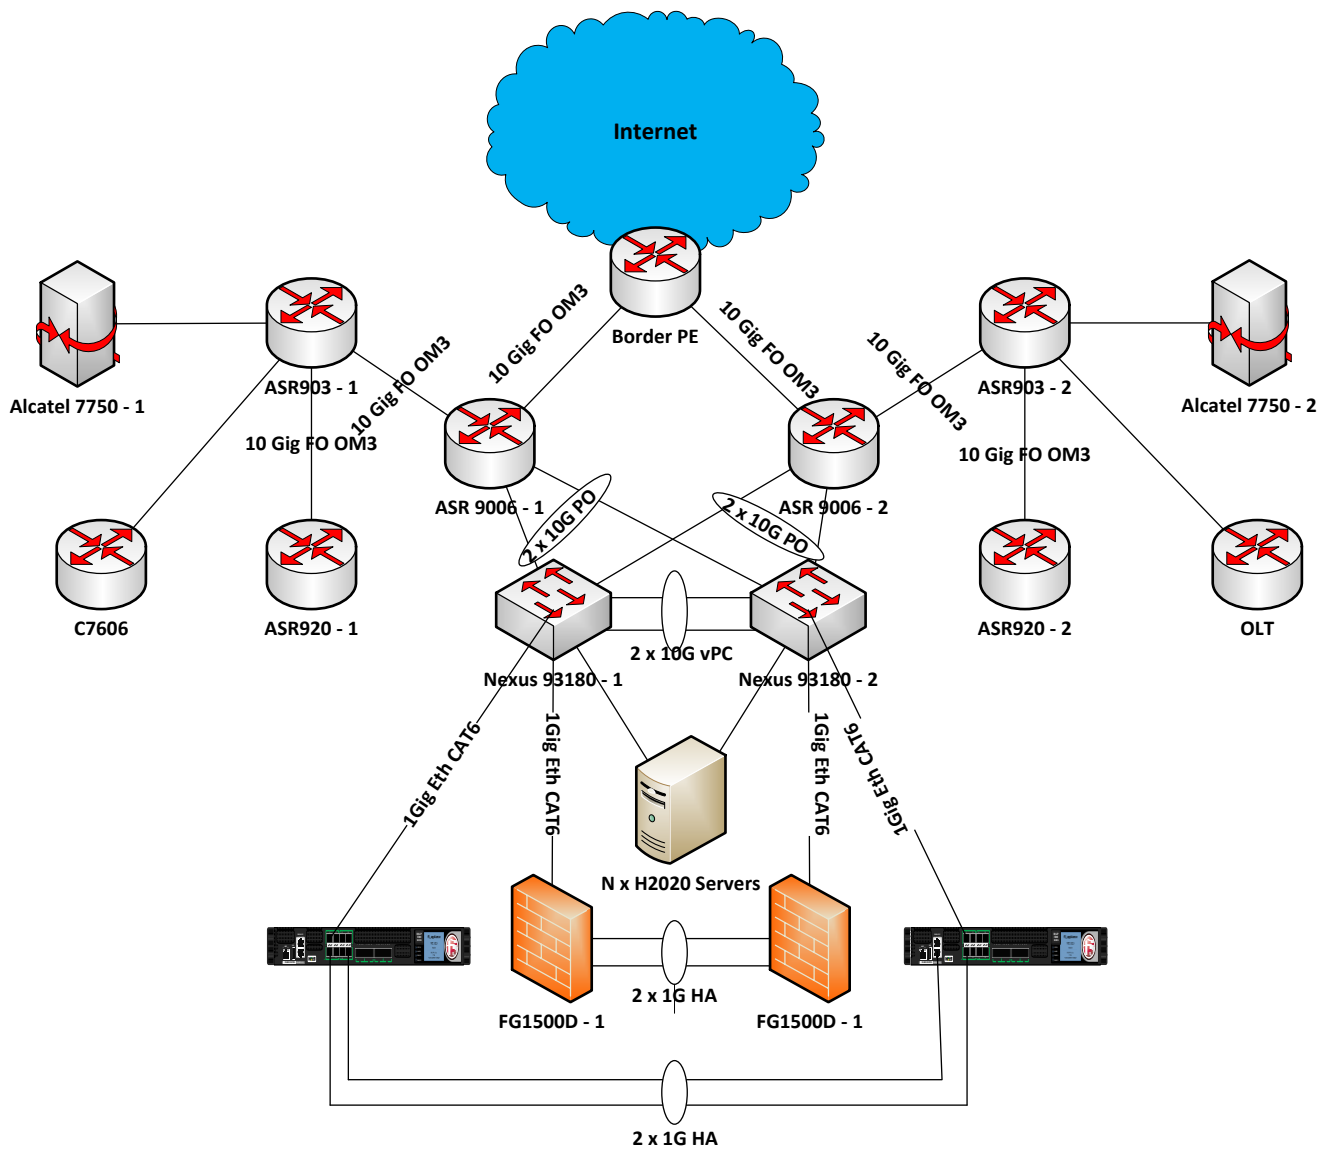 Internet
Border PE
10 Gig FO OM3
10 Gig FO OM3
Alcatel 7750 - 1
ASR903 - 1
10 Gig FO OM3
10 Gig FO OM3
ASR903 - 2
Alcatel 7750 - 2
10 Gig FO OM3
10 Gig FO OM3
ASR 9006 - 1
ASR 9006 - 2
2 x 10G PO
2 x 10G PO
C7606
ASR920 - 1
2 x 10G vPC
ASR920 - 2
OLT
Nexus 93180 - 1
Nexus 93180 - 2
1Gig Eth CAT6
1Gig Eth CAT6
1Gig Eth CAT6
1Gig Eth CAT6
N x H2020 Servers
2 x 1G HA
FG1500D - 1
FG1500D - 1
2 x 1G HA